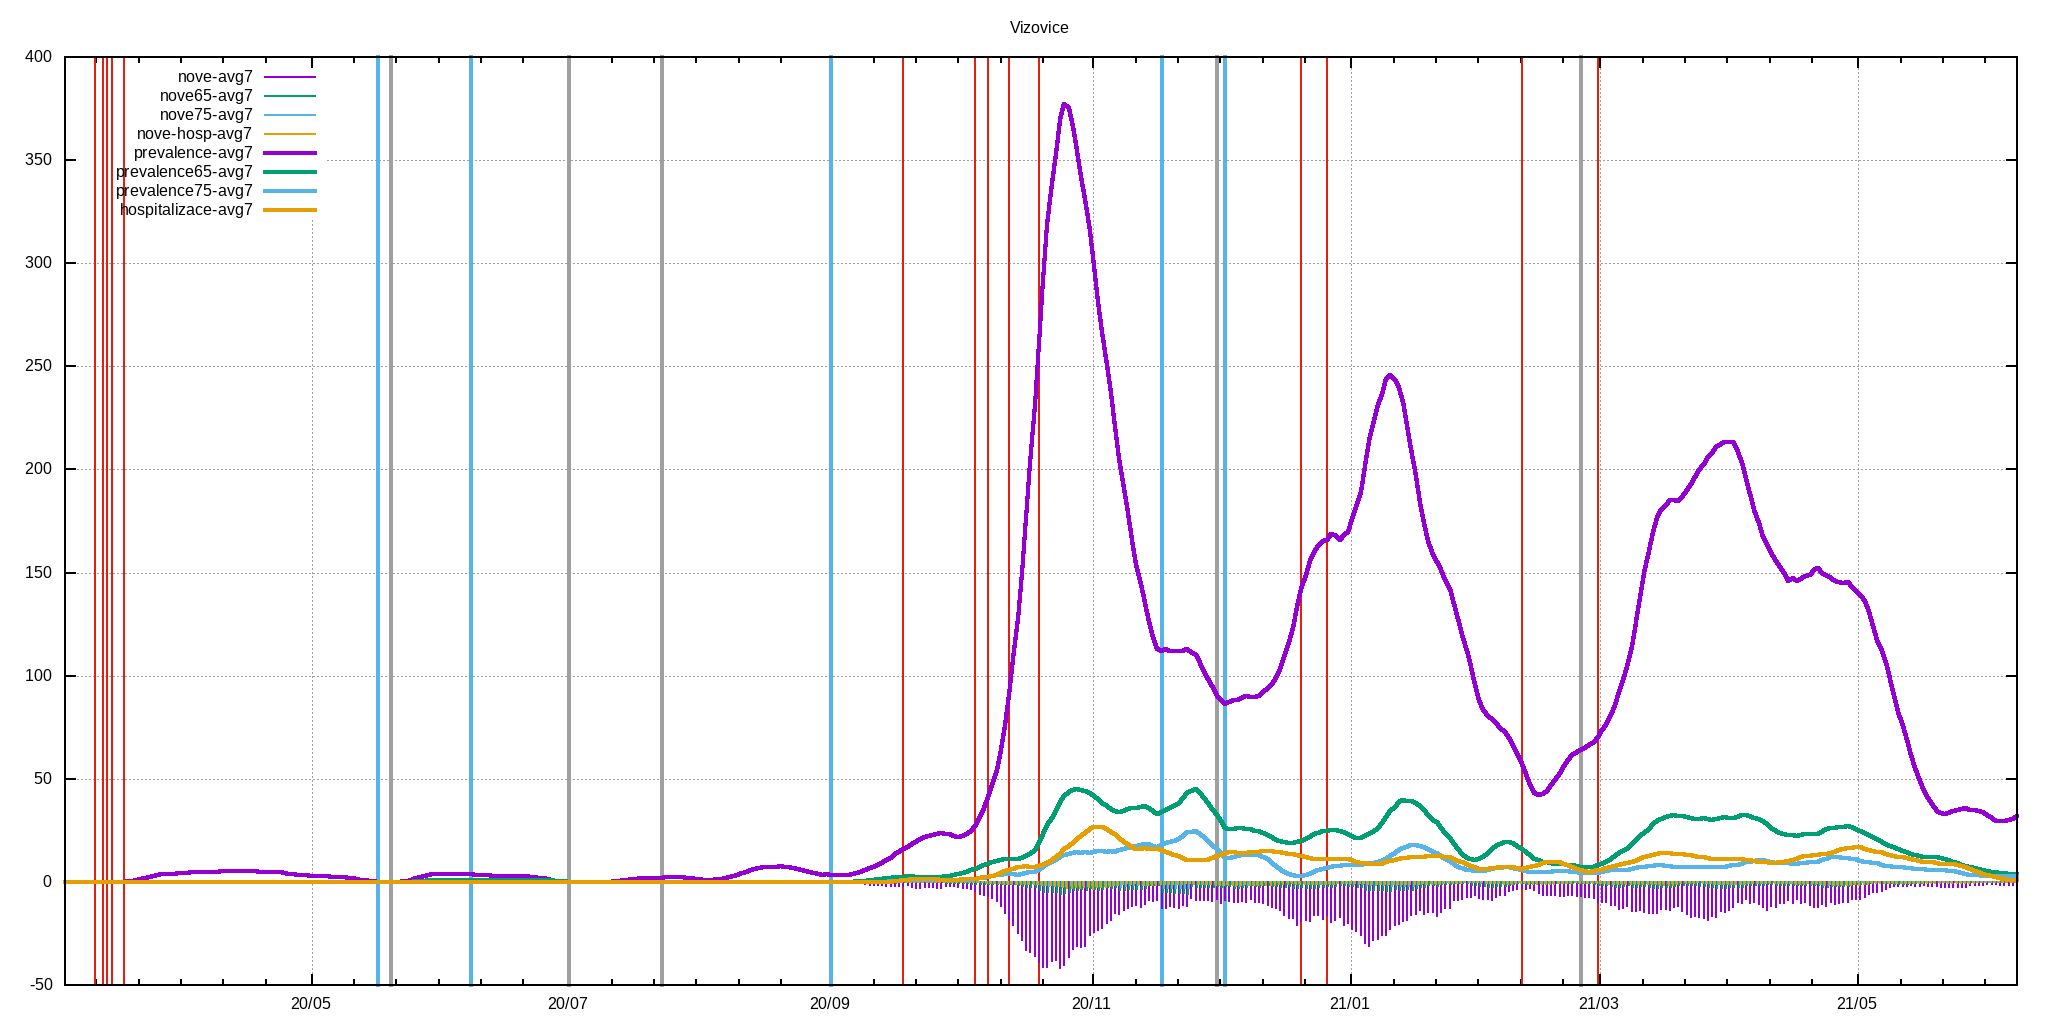 Vizovice
400
350
300
250
200
150
100
50
0
-50
nove-avg7
nove65-avg7
nove75-avg7
nove-hosp-avg7
prevalence-avg7
prevalence65-avg7
prevalence75-avg7
hospitalizace-avg7
20/05 20/07 20/09 20/11 21/01 21/03 21/05